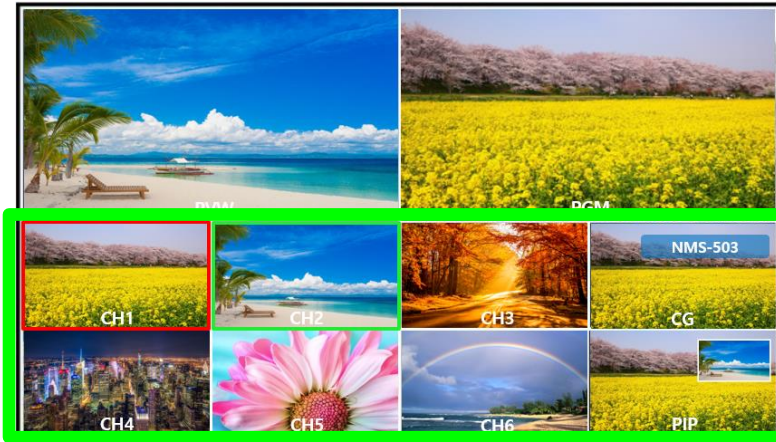 PVW
PGM
NMS-503
CH1
CH2
CH3
CG
CH4
CH5
CH6
PIP